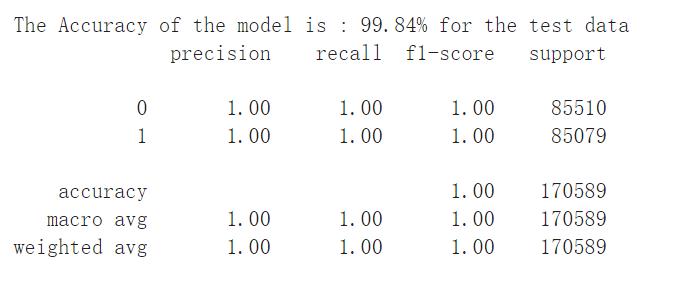 The Accuracy of the model is : 99.84% for the test data
precision recall f1-score support
0 1.00 1.00 1.00 85510
1 1.00 1.00 1.00 85079
accuracy 1.00 170589
macro avg 1.00 1.00 1.00 170589
weighted avg 1.00 1.00 1.00 170589